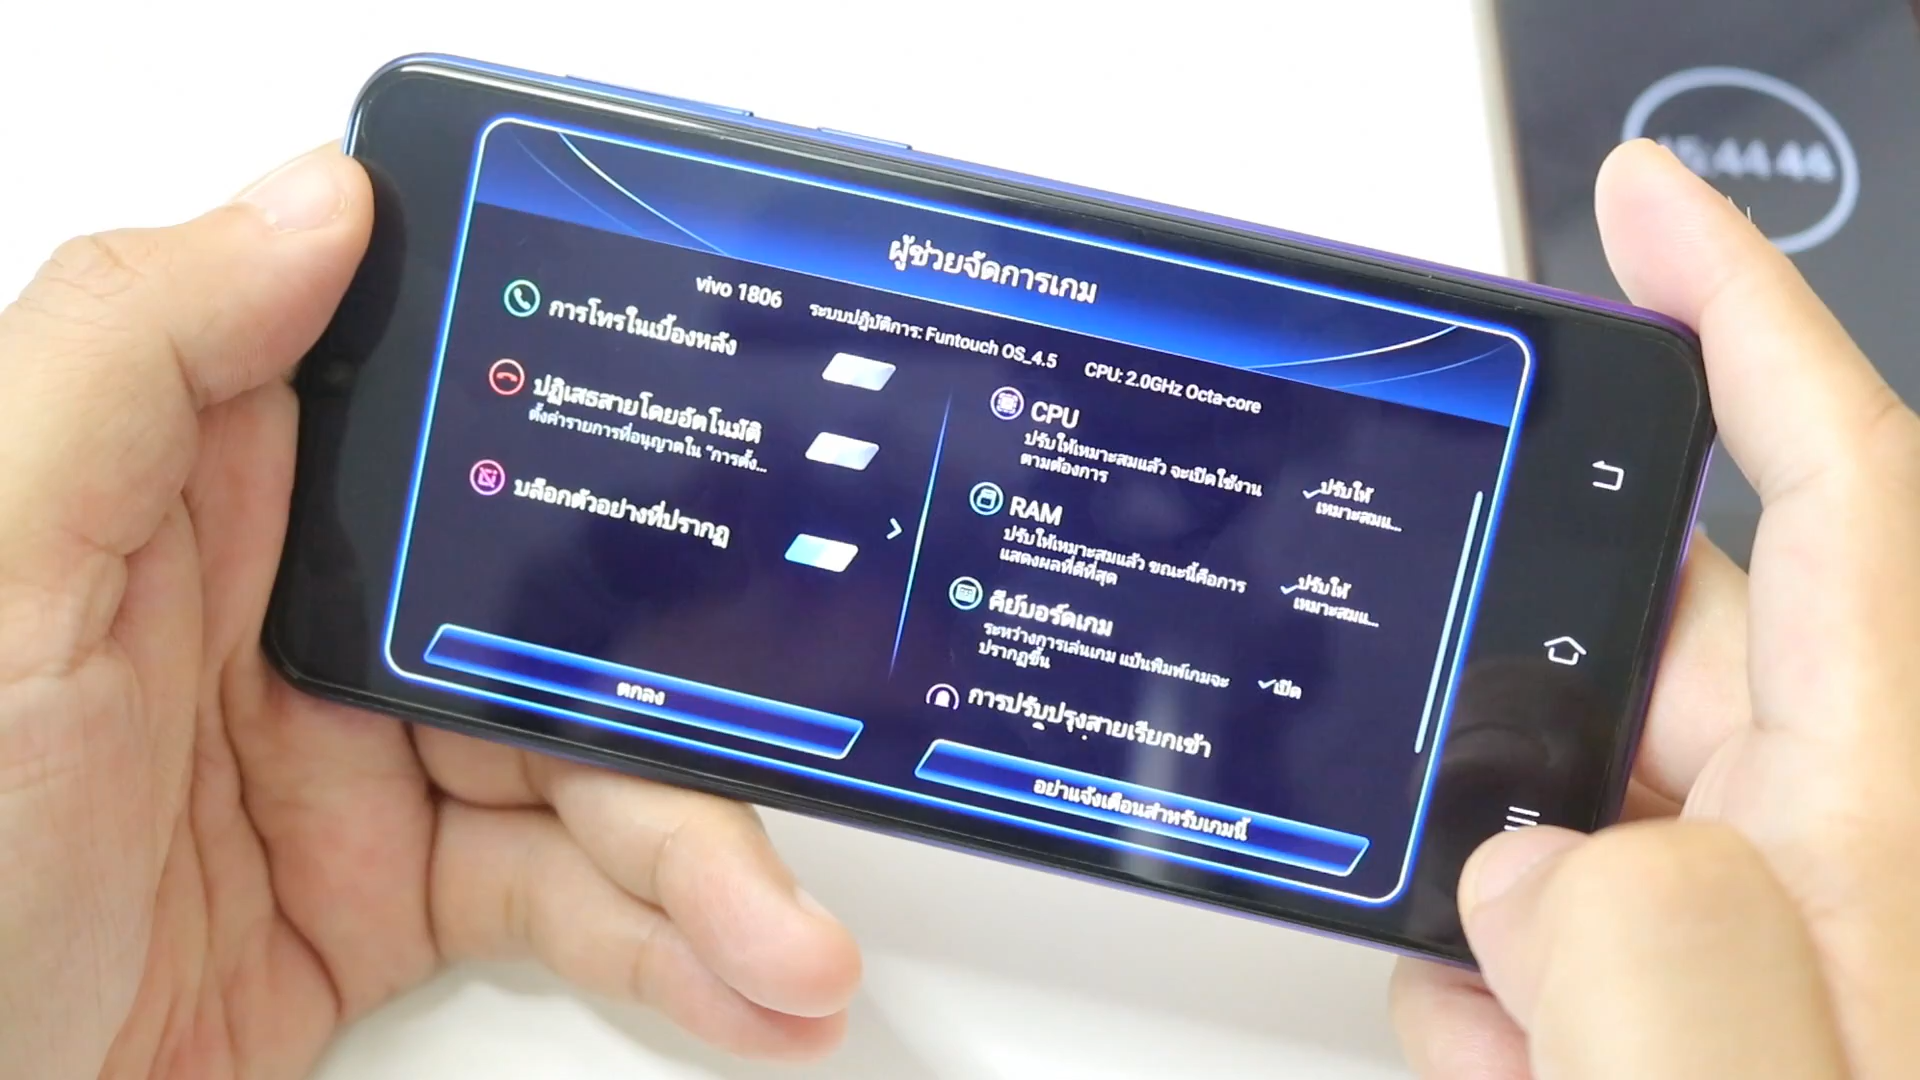 ผู้ช่วยจัดการเกม
vivo 1806 ระบบปฏิบัติการ: Funtouch OS_4.5 CPU: 2.0GHz Octa-core
การโทรในเบื้องหลัง
ปฏิเสธสายโดยอัตโนมัติ
ตั้งค่ารายการที่อนุญาตใน "การตั้ง...
บล็อกตัวอย่างที่ปรากฏ
ตกลง
CPU
ปรับให้เหมาะสมแล้ว จะเปิดใช้งาน
ตามต้องการ
ปรับให้
เหมาะสมแ...
RAM
ปรับให้เหมาะสมแล้ว ขณะนี้คือการ
แสดงผลที่ดีที่สุด
ปรับให้
เหมาะสมแ...
คีย์บอร์ดเกม
ระหว่างการเล่นเกม แป้นพิมพ์เกมจะ
ปรากฏขึ้น
เปิด
การปรับปรุงสายเรียกเข้า
อย่าแจ้งเตือนสำหรับเกมนี้